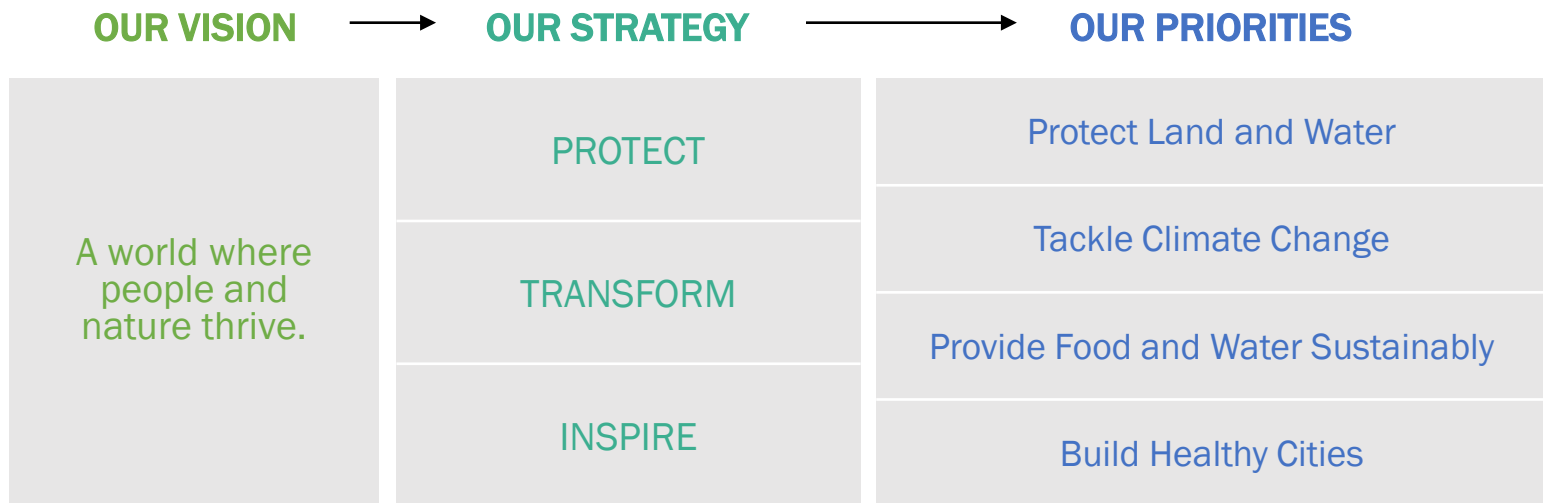 OUR VISION
OUR STRATEGY
OUR PRIORITIES
A world where
people and
nature thrive.
PROTECT
TRANSFORM
INSPIRE
Protect Land and Water
Tackle Climate Change
Provide Food and Water Sustainably
Build Healthy Cities